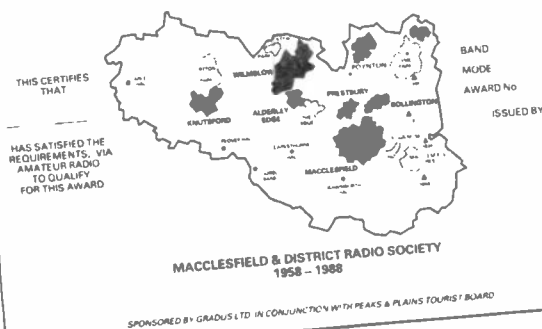 THIS CERTIFIES
THAT
HAS SATISFIED THE
REQUIREMENTS, VIA
AMATEUR RADIO
TO QUALIFY
FOR THIS AWARD
WILMSLOW
POYNTON
PRESTBURY
BOLLINGTON
KNUTSFORD
ALDERLEY
EDGE
MACCLESFIELD
BAND
MODE
AWARD No
ISSUED BY
MACCLESFIELD & DISTRICT RADIO SOCIETY
1958 – 1988
SPONSORED BY GRADUS LTD IN CONJUNCTION WITH PEAKS & PLAINS TOURIST BOARD